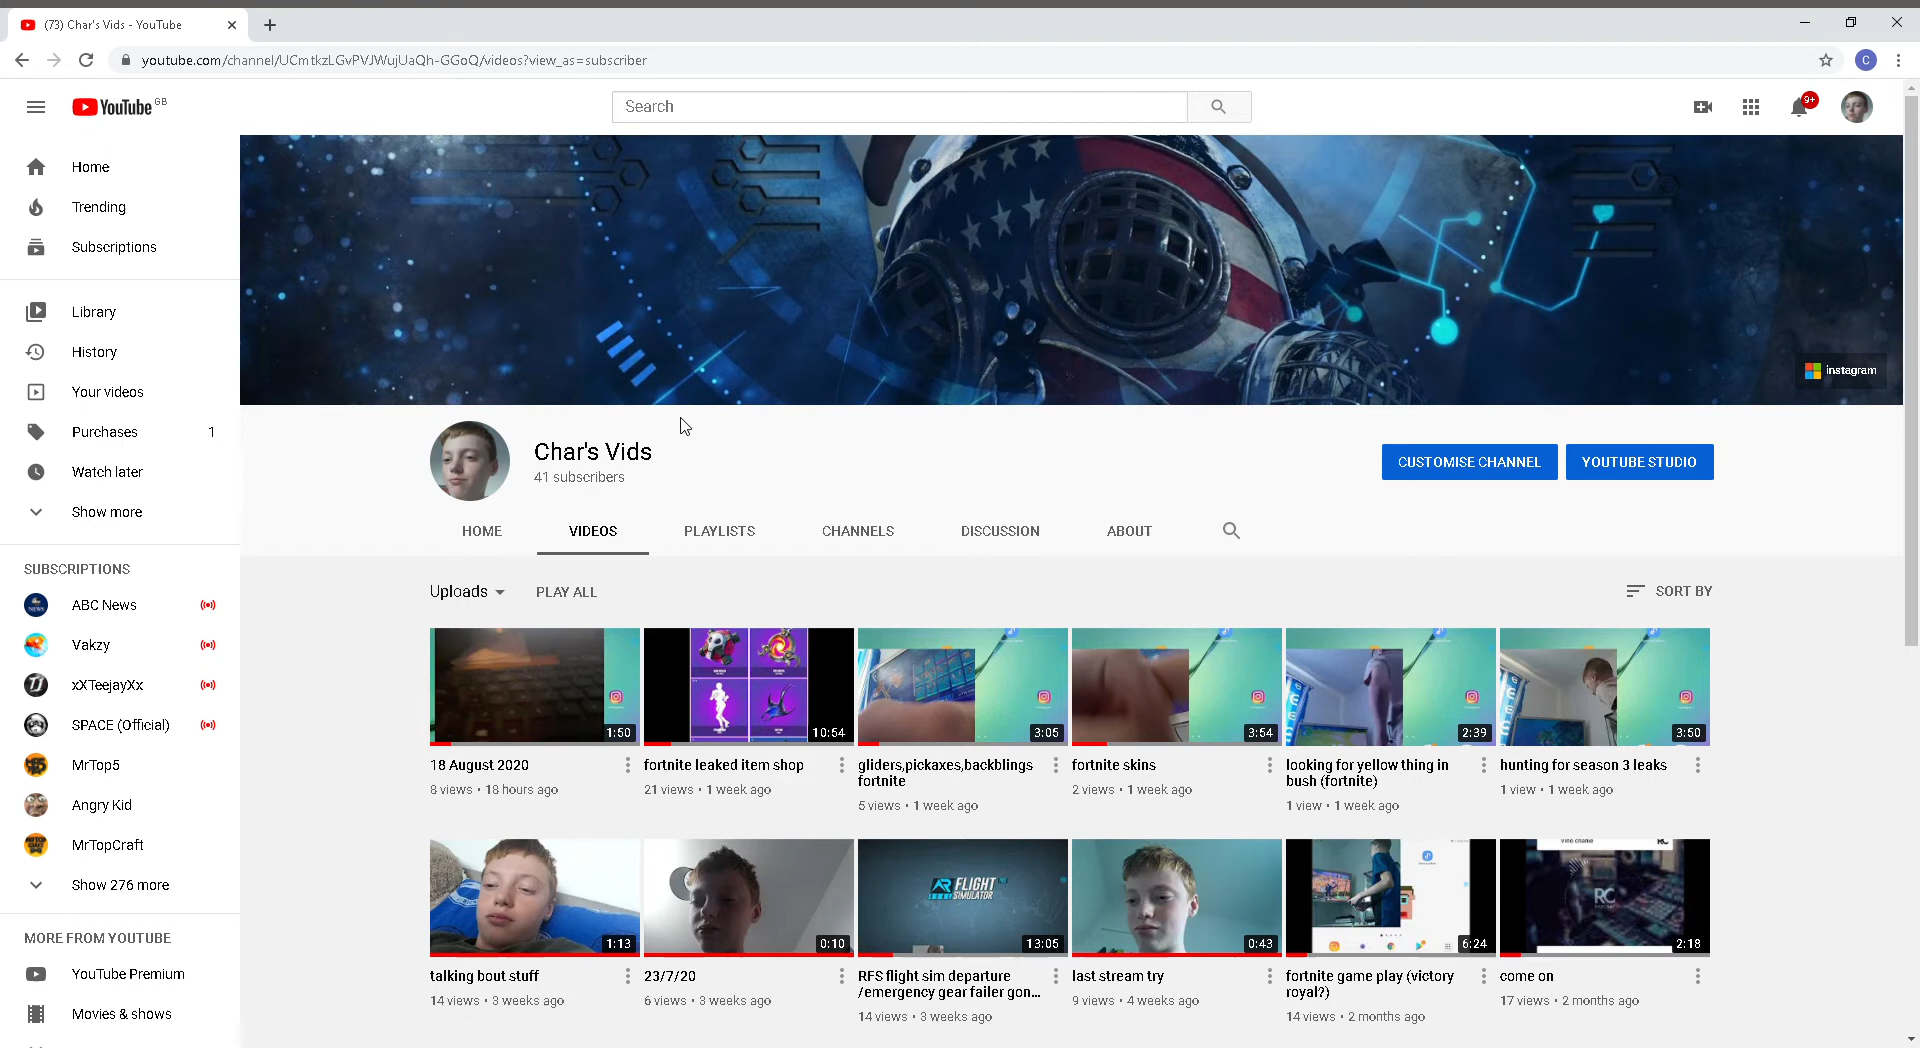 (73) Char's Vids - YouTube
youtube.com/channel/UCmtkzLGvPVJWujUaQh-GGoQ/videos?view_as=subscriber
C
YouTube GB
Search
9+
Home
Trending
Subscriptions
Library
History
Your videos
Purchases 1
Watch later
Show more
SUBSCRIPTIONS
ABC News
Vakzy
xXTeejayXx
SPACE (Official)
MrTop5
Angry Kid
MrTopCraft
Show 276 more
MORE FROM YOUTUBE
YouTube Premium
Movies & shows
instagram
Char's Vids
41 subscribers
CUSTOMISE CHANNEL YOUTUBE STUDIO
HOME VIDEOS PLAYLISTS CHANNELS DISCUSSION ABOUT
Uploads PLAY ALL SORT BY
1:50
18 August 2020
8 views • 18 hours ago
10:54
fortnite leaked item shop
21 views • 1 week ago
3:05
gliders,pickaxes,backblings
fortnite
5 views • 1 week ago
3:54
fortnite skins
2 views • 1 week ago
2:39
looking for yellow thing in
bush (fortnite)
1 view • 1 week ago
3:50
hunting for season 3 leaks
1 view • 1 week ago
1:13
talking bout stuff
14 views • 3 weeks ago
0:10
23/7/20
6 views • 3 weeks ago
FLIGHT
SIMULATOR
13:05
RFS flight sim departure
/emergency gear failer gon...
14 views • 3 weeks ago
0:43
last stream try
9 views • 4 weeks ago
6:24
fortnite game play (victory
royal?)
14 views • 2 months ago
RC
2:18
come on
17 views • 2 months ago